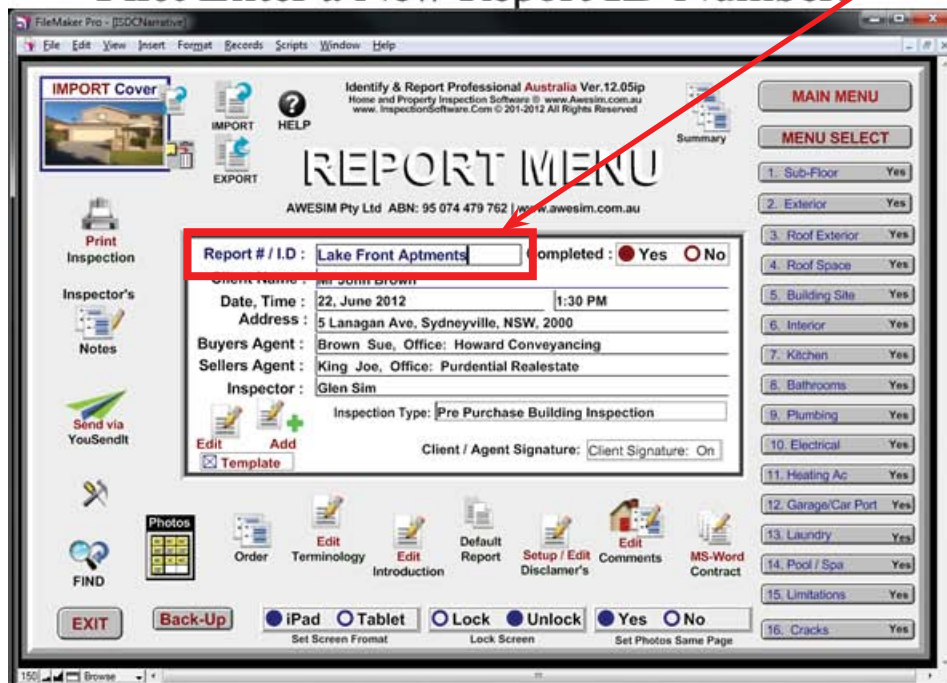 FileMaker Pro - [ISDCNarrative]
File Edit View Insert Format Records Scripts Window Help
IMPORT Cover
IMPORT
HELP
EXPORT
Identify & Report Professional Australia Ver.12.05ip
Home and Property Inspection Software © www.Awesim.com.au
www. InspectionSoftware.Com © 201-2012 All Rights Reserved
Summary
REPORT MENU
AWESIM Pty Ltd ABN: 95 074 479 762 | www.awesim.com.au
MAIN MENU
MENU SELECT
1. Sub-Floor Yes
2. Exterior Yes
3. Roof Exterior Yes
4. Roof Space Yes
5. Building Site Yes
6. Interior Yes
7. Kitchen Yes
8. Bathrooms Yes
9. Plumbing Yes
10. Electrical Yes
11. Heating Ac Yes
12. Garage/Car Port Yes
13. Laundry Yes
14. Pool / Spa Yes
15. Limitations Yes
16. Cracks Yes
Print
Inspection
Inspector's
Notes
Send via
YouSendIt
FIND
Report # / I.D : Lake Front Aptments Completed : Yes No
Client Name : Mr John Brown
Date, Time : 22, June 2012 1:30 PM
Address : 5 Lanagan Ave, Sydneyville, NSW, 2000
Buyers Agent : Brown Sue, Office: Howard Conveyancing
Sellers Agent : King Joe, Office: Purdential Realestate
Inspector : Glen Sim
Inspection Type: Pre Purchase Building Inspection
Edit Add
Template
Client / Agent Signature: Client Signature: On
Photos
Order
Edit
Terminology
Edit
Introduction
Default
Report
Setup / Edit
Disclamer's
Edit
Comments
MS-Word
Contract
EXIT
Back-Up
iPad Tablet
Set Screen Fromat
Lock Unlock
Lock Screen
Yes No
Set Photos Same Page
150 Browse